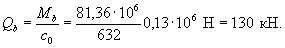 Q_b = M_b / c_0 = 81,36·10^6 / 632 0,13·10^6 Н = 130 кН.